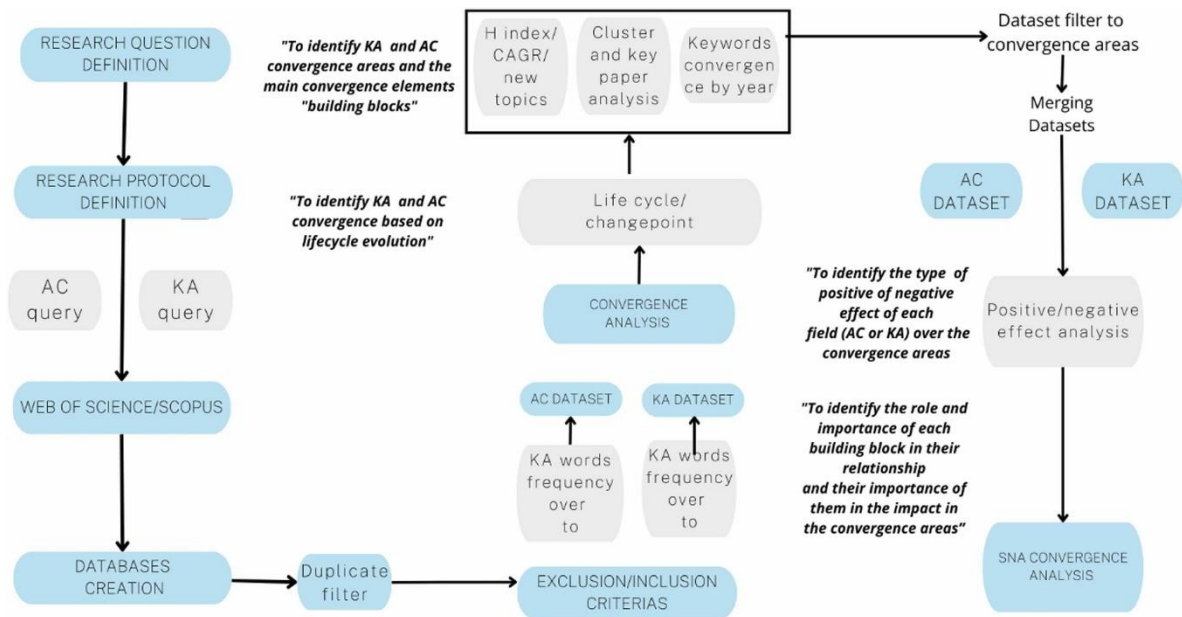 RESEARCH QUESTION
DEFINITION
RESEARCH PROTOCOL
DEFINITION
AC
query
KA
query
WEB OF SCIENCE/SCOPUS
DATABASES
CREATION
Duplicate
filter
EXCLUSION/INCLUSION
CRITERIAS
KA words
frequency
over
to
KA words
frequency
over
to
AC DATASET
KA DATASET
CONVERGENCE
ANALYSIS
Life cycle/
changepoint
"To identify KA and AC
convergence based on
lifecycle evolution"
"To identify KA and AC
convergence areas and the
main convergence elements
"building blocks"
H index/
CAGR/
new
topics
Cluster
and key
paper
analysis
Keywords
convergen
ce by year
Dataset filter to
convergence areas
Merging
Datasets
AC
DATASET
KA
DATASET
"To identify the type of
positive of negative
effect of each
field (AC or KA) over the
convergence areas
Positive/negative
effect analysis
"To identify the role and
importance of each
building block in their
relationship
and their importance of
them in the impact in
the convergence areas”
SNA CONVERGENCE
ANALYSIS